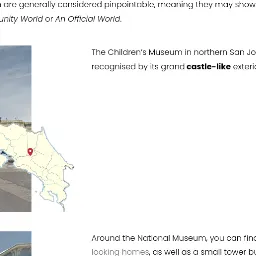 are generally considered pinpointable, meaning they may show
unity World or An Official World.
The Children's Museum in northern San Jo
recognised by its grand castle-like exteri
Around the National Museum, you can fin
looking homes, as well as a small tower bu